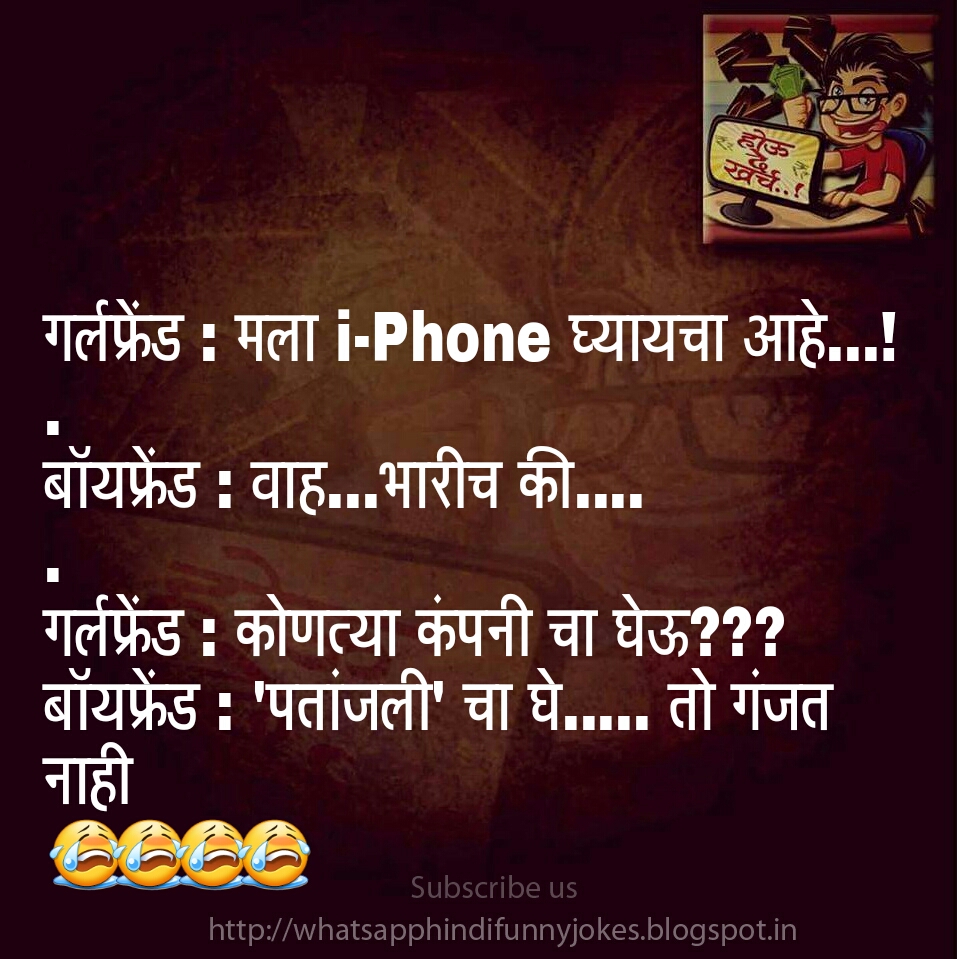 होऊ
दे
खर्च..!
गर्लफ्रेंड : मला i-Phone घ्यायचा आहे...!
.
बॉयफ्रेंड : वाह...भारीच की....
.
गर्लफ्रेंड : कोणत्या कंपनी चा घेऊ???
बॉयफ्रेंड : 'पतांजली' चा घे..... तो गंजत
नाही
😭😭😭😭
Subscribe us
http://whatsapphindifunnyjokes.blogspot.in